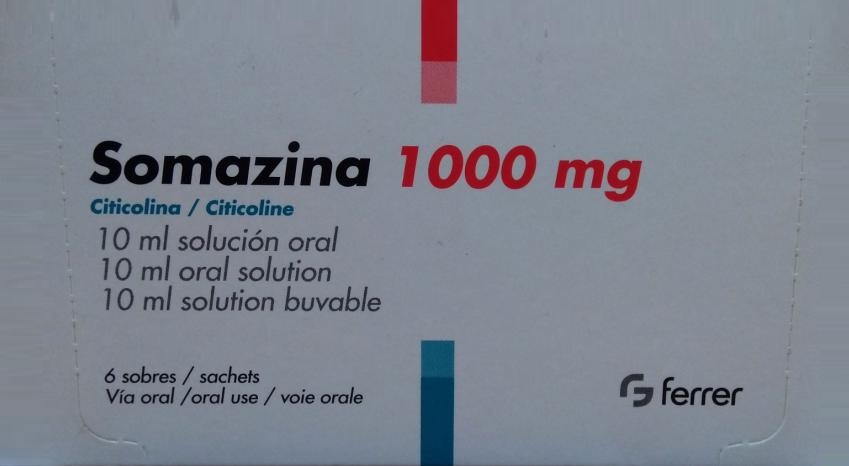 Somazina 1000 mg
Citicolina / Citicoline
10 ml solución oral
10 ml oral solution
10 ml solution buvable
6 sobres / sachets
Vía oral /oral use / voie orale
ferrer